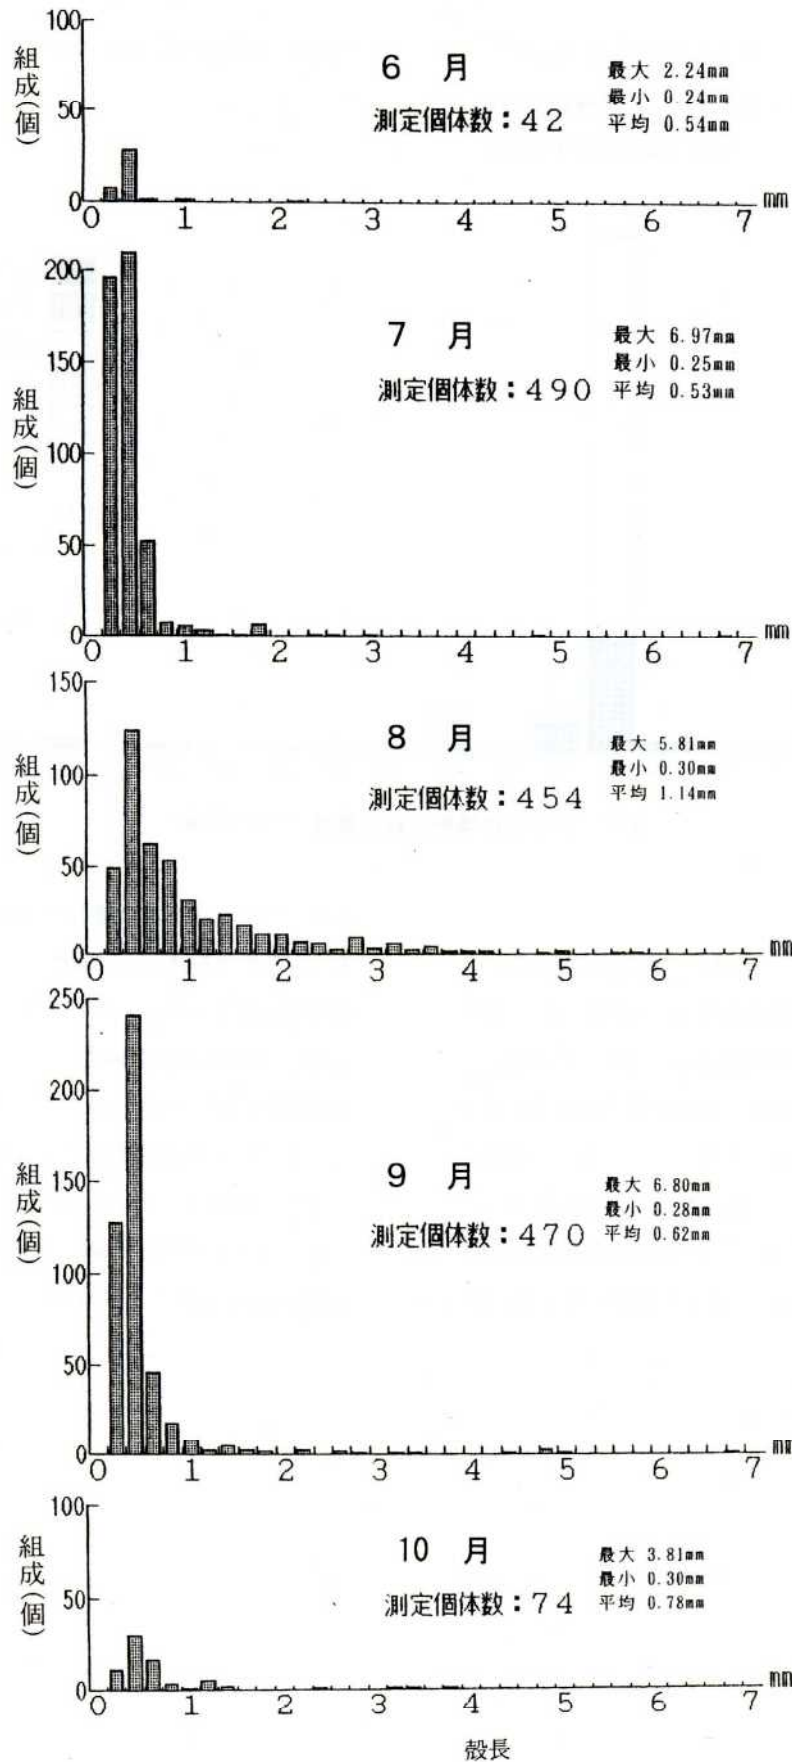 組成(個)
100
50
0
6 月
測定個体数:42
最大 2.24mm
最小 0.24mm
平均 0.54mm
0 1 2 3 4 5 6 7 mm
組成(個)
200
150
100
50
0
7 月
測定個体数:490
最大 6.97mm
最小 0.25mm
平均 0.53mm
0 1 2 3 4 5 6 7 mm
組成(個)
150
100
50
0
8 月
測定個体数:454
最大 5.81mm
最小 0.30mm
平均 1.14mm
0 1 2 3 4 5 6 7 mm
組成(個)
250
200
150
100
50
0
9 月
測定個体数:470
最大 6.80mm
最小 0.28mm
平均 0.62mm
0 1 2 3 4 5 6 7 mm
組成(個)
100
50
0
10 月
測定個体数:74
最大 3.81mm
最小 0.30mm
平均 0.78mm
0 1 2 3 4 5 6 7 mm
殻長